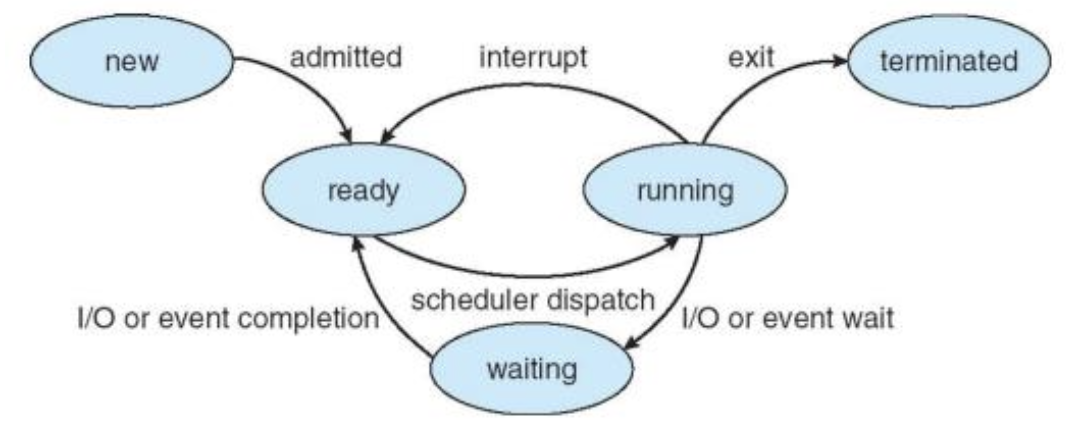 new
admitted
interrupt
exit
terminated
ready
running
scheduler dispatch
I/O or event completion
I/O or event wait
waiting